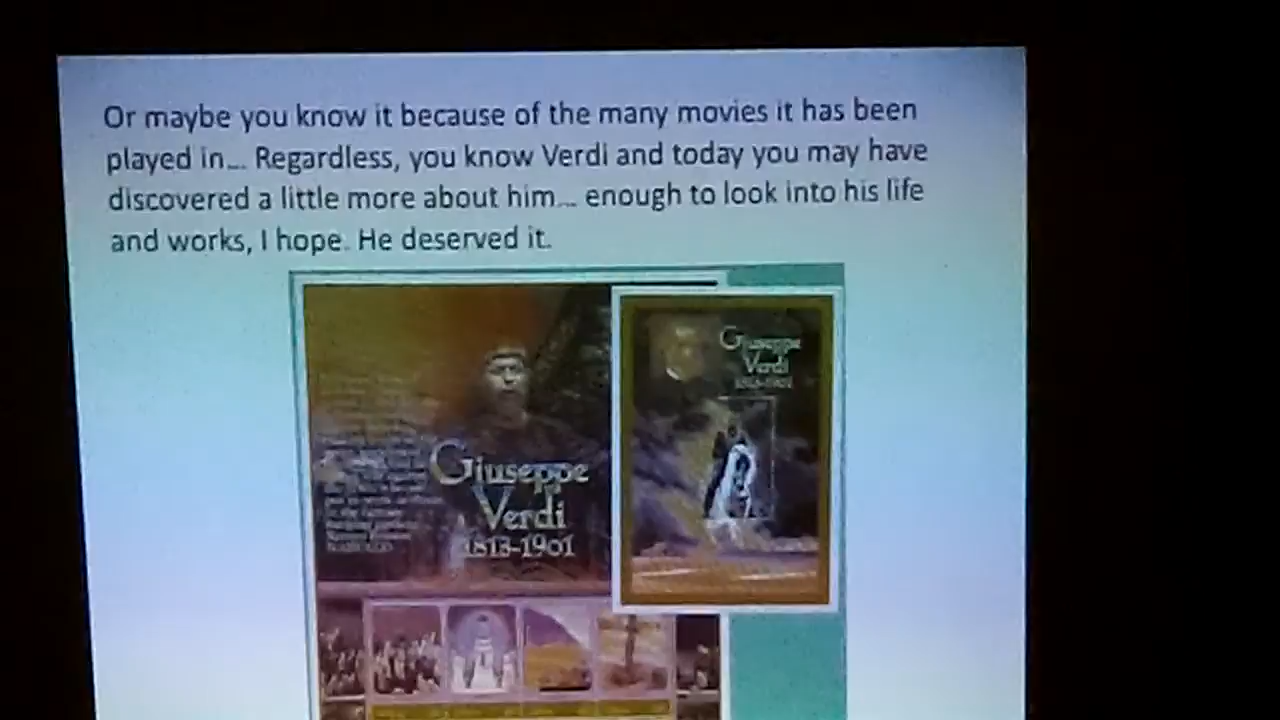 Or maybe you know it because of the many movies it has been
played in... Regardless, you know Verdi and today you may have
discovered a little more about him... enough to look into his life
and works, I hope. He deserved it.
Giuseppe
Verdi
1813-1901
Giuseppe
Verdi
1813-1901